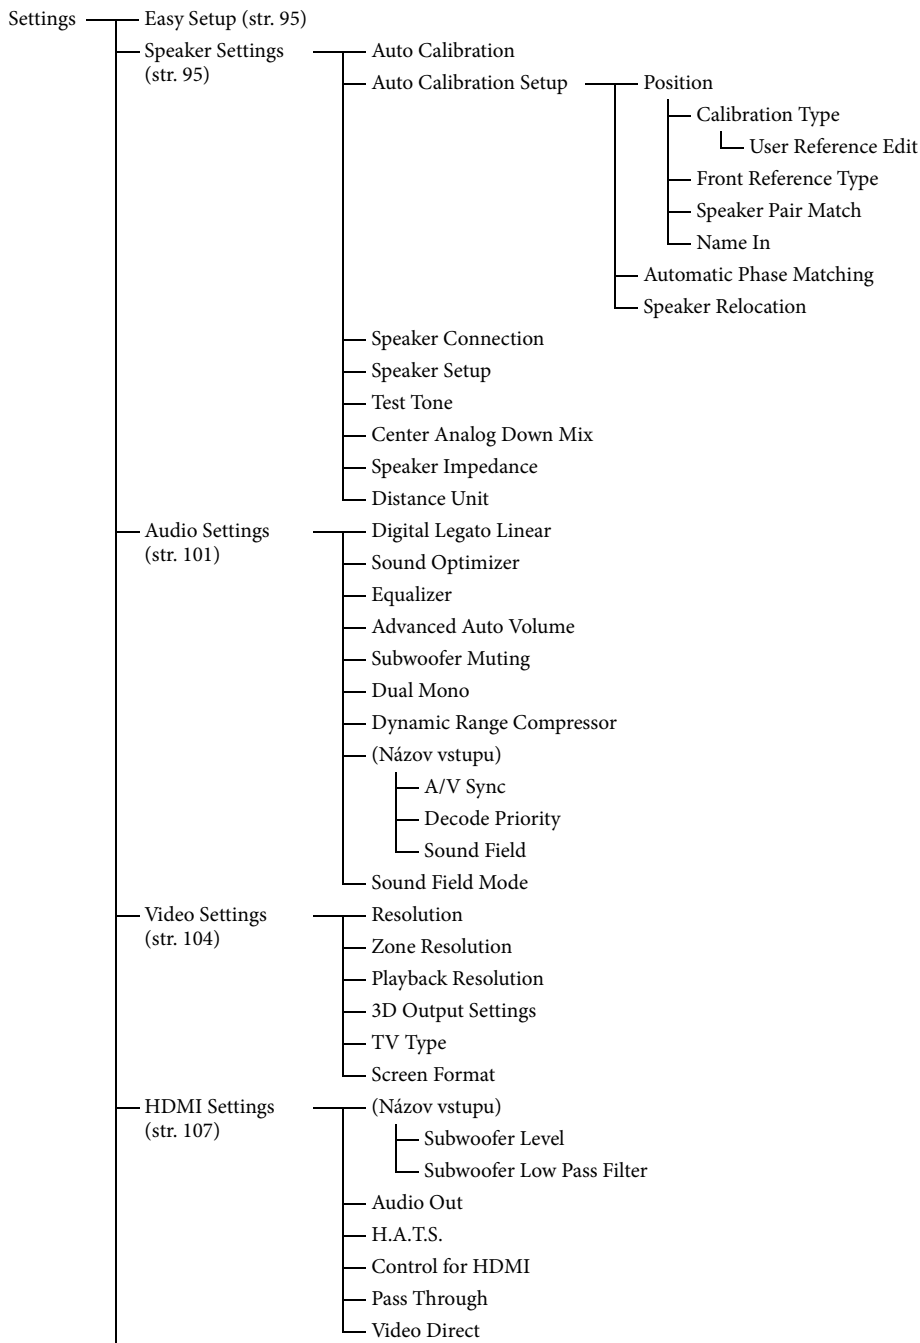 Settings
Easy Setup (str. 95)
Speaker Settings
(str. 95)
Auto Calibration
Auto Calibration Setup
Position
Calibration Type
User Reference Edit
Front Reference Type
Speaker Pair Match
Name In
Automatic Phase Matching
Speaker Relocation
Speaker Connection
Speaker Setup
Test Tone
Center Analog Down Mix
Speaker Impedance
Distance Unit
Audio Settings
(str. 101)
Digital Legato Linear
Sound Optimizer
Equalizer
Advanced Auto Volume
Subwoofer Muting
Dual Mono
Dynamic Range Compressor
(Názov vstupu)
A/V Sync
Decode Priority
Sound Field
Sound Field Mode
Video Settings
(str. 104)
Resolution
Zone Resolution
Playback Resolution
3D Output Settings
TV Type
Screen Format
HDMI Settings
(str. 107)
(Názov vstupu)
Subwoofer Level
Subwoofer Low Pass Filter
Audio Out
H.A.T.S.
Control for HDMI
Pass Through
Video Direct